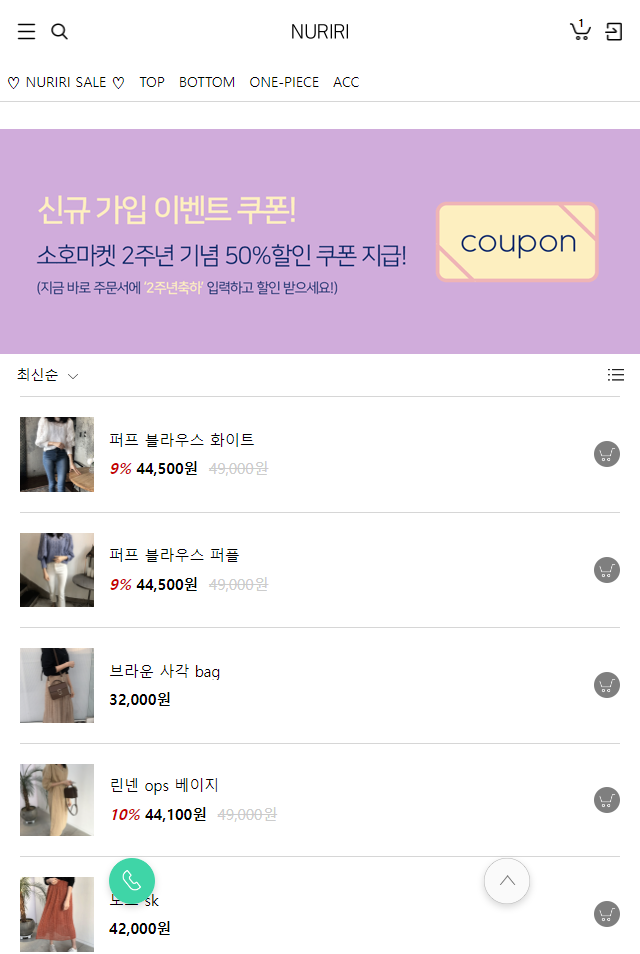 NURIRI
1
♡ NURIRI SALE ♡ TOP BOTTOM ONE-PIECE ACC
신규 가입 이벤트 쿠폰!
소호마켓 2주년 기념 50%할인 쿠폰 지급!
(지금 바로 주문서에 '2주년축하' 입력하고 할인 받으세요!)
coupon
최신순
퍼프 블라우스 화이트
9% 44,500원 49,000원
퍼프 블라우스 퍼플
9% 44,500원 49,000원
브라운 사각 bag
32,000원
린넨 ops 베이지
10% 44,100원 49,000원
sk
42,000원